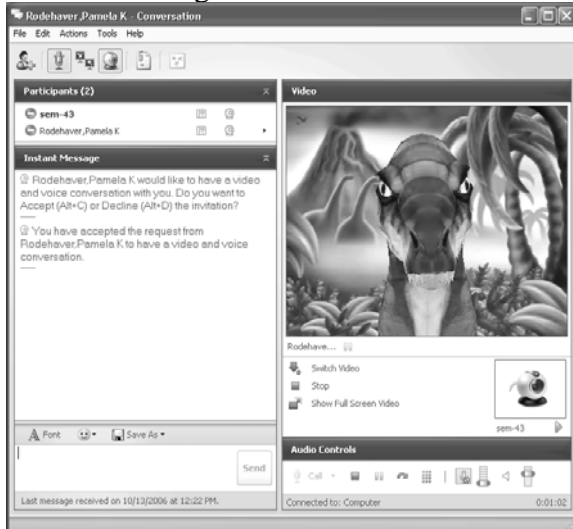 Rodehaver,Pamela K - Conversation
File Edit Actions Tools Help
Participants (2)
sem-43
Rodehaver,Pamela K
Instant Message
Rodehaver,Pamela K would like to have a video
and voice conversation with you. Do you want to
Accept (Alt+C) or Decline (Alt+D) the invitation?
You have accepted the request from
Rodehaver,Pamela K to have a video and voice
conversation.
Font
Save As
Send
Last message received on 10/13/2006 at 12:22 PM.
Video
Rodehave...
Switch Video
Stop
Show Full Screen Video
sem-43
Audio Controls
Call
Connected to: Computer
0:01:02